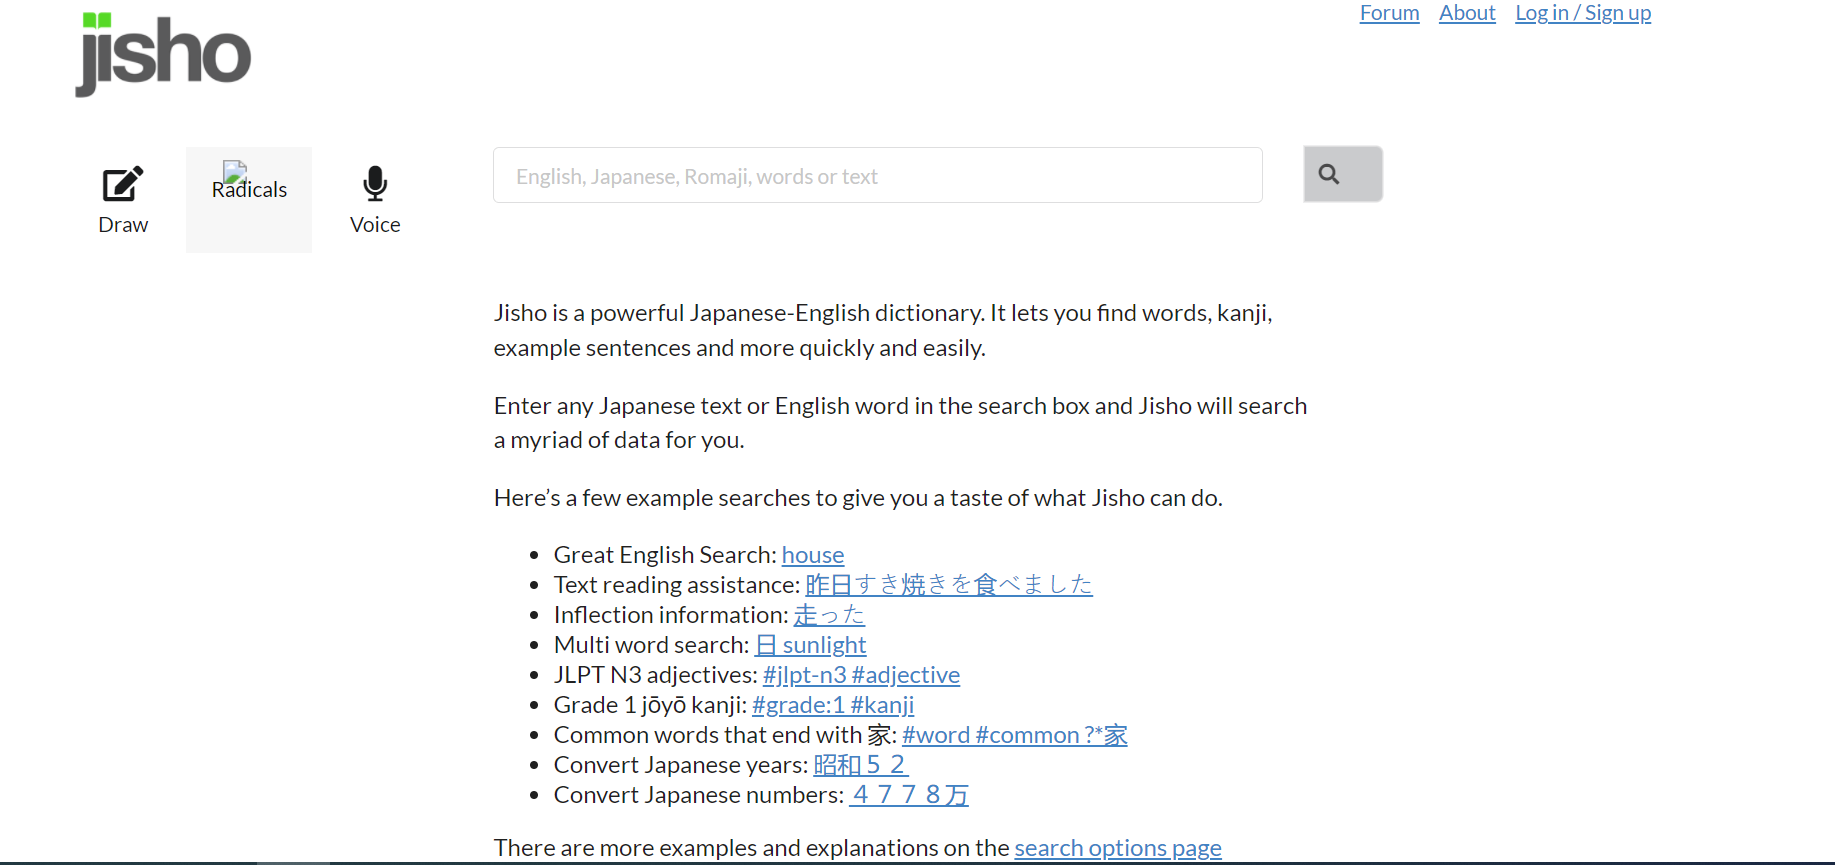 jisho
Forum About Log in / Sign up
Draw
Radicals
Voice
English, Japanese, Romaji, words or text
Jisho is a powerful Japanese-English dictionary. It lets you find words, kanji,
example sentences and more quickly and easily.
Enter any Japanese text or English word in the search box and Jisho will search
a myriad of data for you.
Here’s a few example searches to give you a taste of what Jisho can do.
• Great English Search: house
• Text reading assistance: 昨日すき焼きを食べました
• Inflection information: 走った
• Multi word search: 日 sunlight
• JLPT N3 adjectives: #jlpt-n3 #adjective
• Grade 1 jōyō kanji: #grade:1 #kanji
• Common words that end with 家: #word #common ?*家
• Convert Japanese years: 昭和５２
• Convert Japanese numbers: ４７７８万
There are more examples and explanations on the search options page